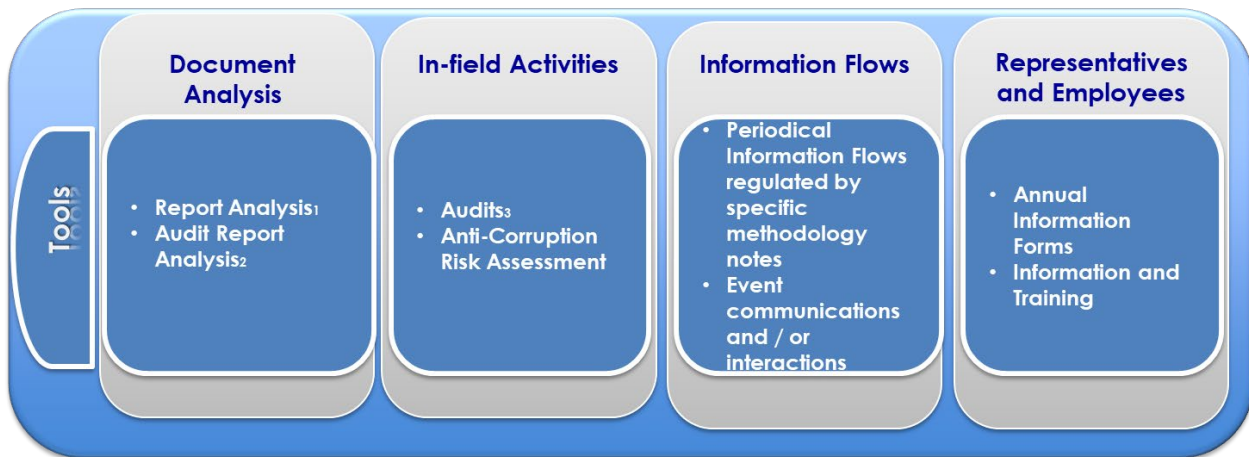 Tools
Document
Analysis
• Report Analysis1
• Audit Report
Analysis2
In-field Activities
• Audits3
• Anti-Corruption
Risk Assessment
Information Flows
• Periodical
Information Flows
regulated by
specific
methodology
notes
• Event
communications
and / or
interactions
Representatives
and Employees
• Annual
Information
Forms
• Information and
Training